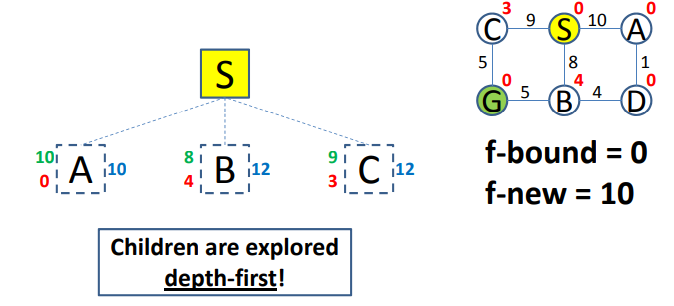 3 0 0
C 9 S 10 A
5 8 1
0 4 0
G 5 B 4 D
S
10 A 10
0
8 B 12
4
9 C 12
3
f-bound = 0
f-new = 10
Children are explored
depth-first!